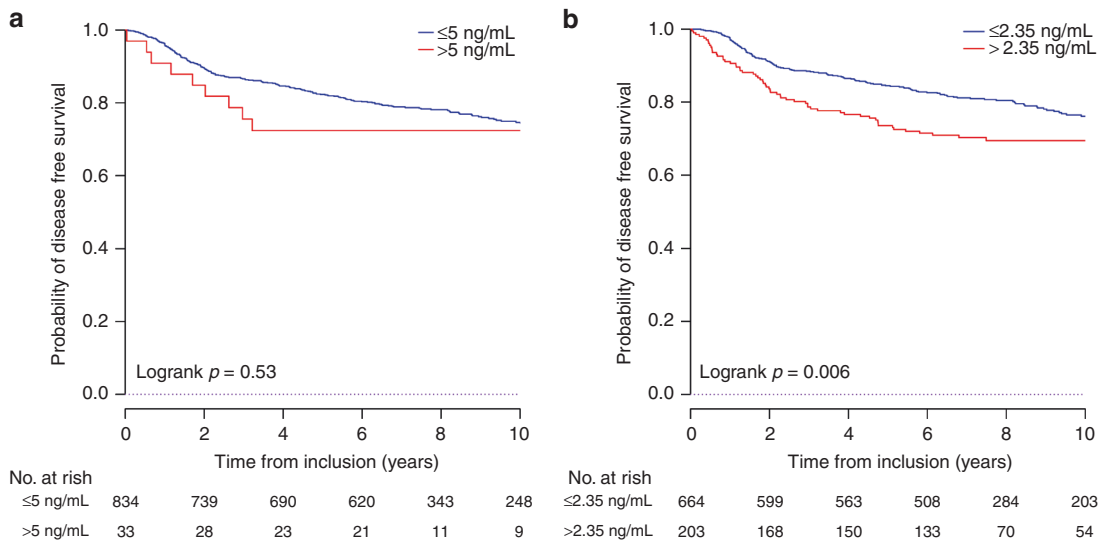 a
≤5 ng/mL
>5 ng/mL
Probability of disease free survival
1.0
0.8
0.6
0.4
0.2
0.0
Logrank p = 0.53
0 2 4 6 8 10
Time from inclusion (years)
No. at rish
≤5 ng/mL 834 739 690 620 343 248
>5 ng/mL 33 28 23 21 11 9
b
≤2.35 ng/mL
> 2.35 ng/mL
Probability of disease free survival
1.0
0.8
0.6
0.4
0.2
0.0
Logrank p = 0.006
0 2 4 6 8 10
Time from inclusion (years)
No. at rish
≤2.35 ng/mL 664 599 563 508 284 203
>2.35 ng/mL 203 168 150 133 70 54